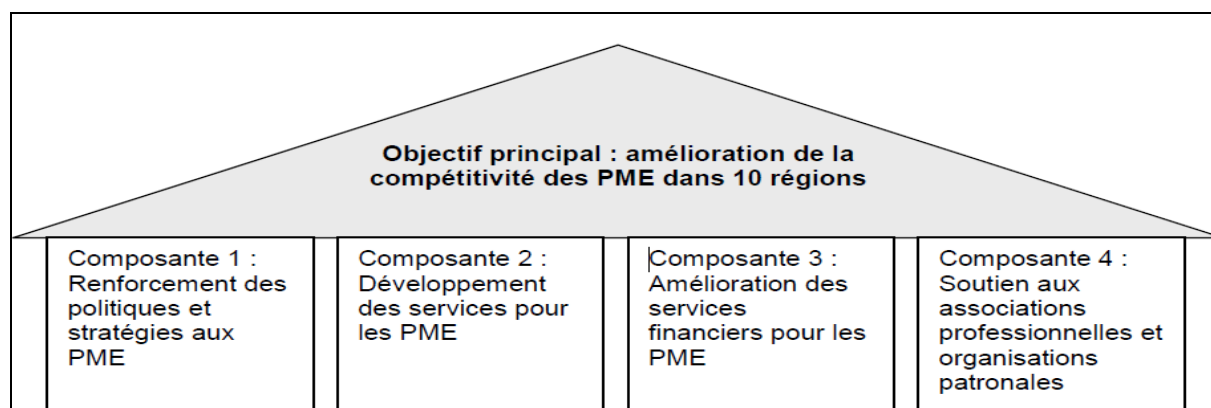 Objectif principal : amélioration de la
compétitivité des PME dans 10 régions
Composante 1 :
Renforcement des
politiques et
stratégies aux
PME
Composante 2 :
Développement
des services pour
les PME
Composante 3 :
Amélioration des
services
financiers pour les
PME
Composante 4 :
Soutien aux
associations
professionnelles et
organisations
patronales